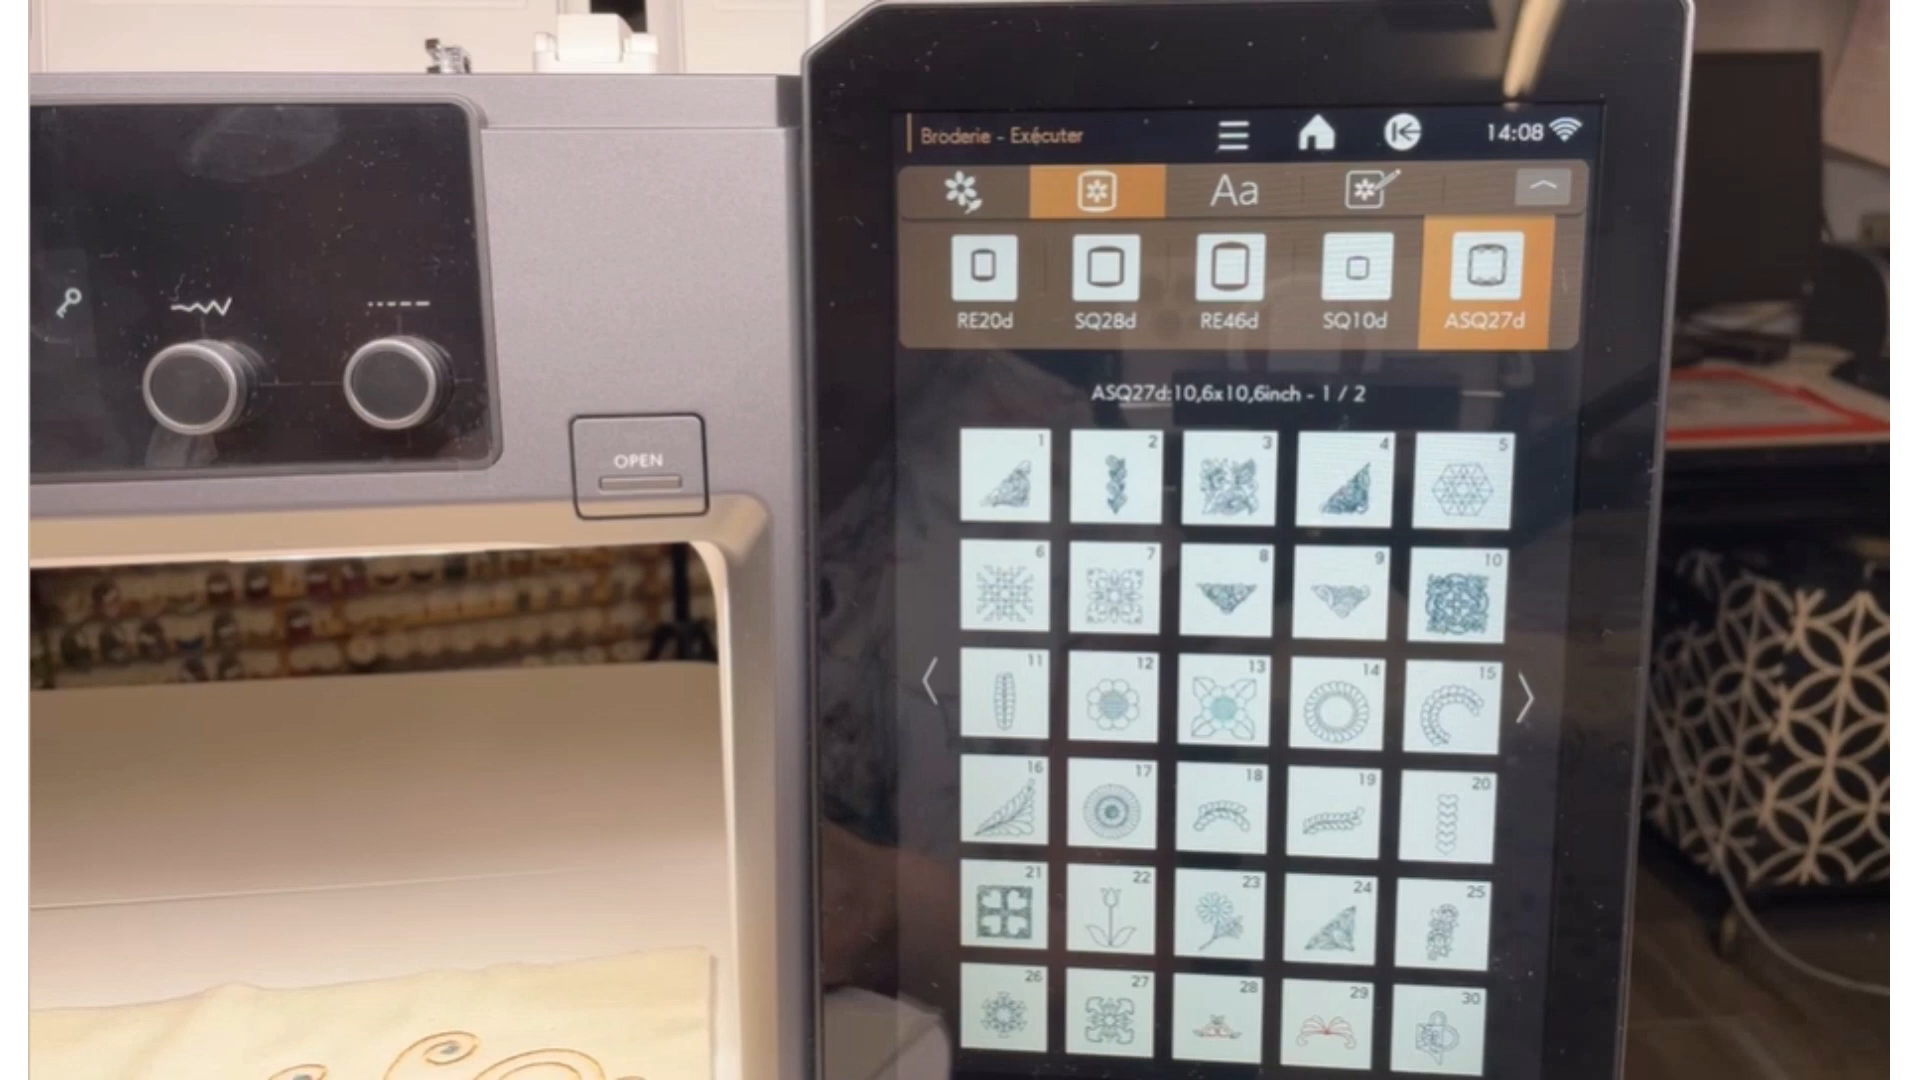 Broderie - Exécuter
14:08
Aa
RE20d SQ28d RE46d SQ10d ASQ27d
ASQ27d:10,6x10,6inch - 1 / 2
OPEN
1 2 3 4 5
6 7 8 9 10
11 12 13 14 15
16 17 18 19 20
21 22 23 24 25
26 27 28 29 30